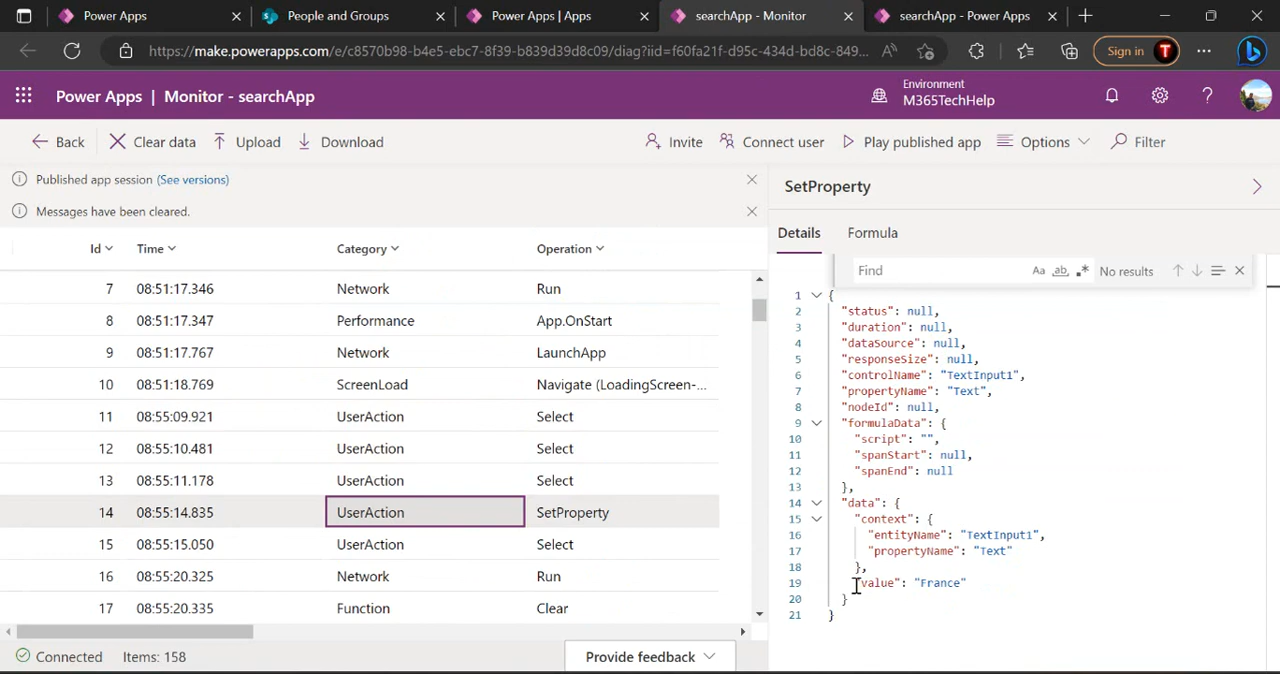 Power Apps
People and Groups
Power Apps | Apps
searchApp - Monitor
searchApp - Power Apps
https://make.powerapps.com/e/c8570b98-b4e5-ebc7-8f39-b839d39d8c09/diag?iid=f60fa21f-d95c-434d-bd8c-849...
Sign in T
Power Apps | Monitor - searchApp
Environment
M365TechHelp
Back
Clear data
Upload
Download
Invite
Connect user
Play published app
Options
Filter
Published app session (See versions)
Messages have been cleared.
Id Time Category Operation
7 08:51:17.346 Network Run
8 08:51:17.347 Performance App.OnStart
9 08:51:17.767 Network LaunchApp
10 08:51:18.769 ScreenLoad Navigate (LoadingScreen-...
11 08:55:09.921 UserAction Select
12 08:55:10.481 UserAction Select
13 08:55:11.178 UserAction Select
14 08:55:14.835 UserAction SetProperty
15 08:55:15.050 UserAction Select
16 08:55:20.325 Network Run
17 08:55:20.335 Function Clear
Connected Items: 158
Provide feedback
SetProperty
Details Formula
Find Aa ab .* No results
1 {
2 "status": null,
3 "duration": null,
4 "dataSource": null,
5 "responseSize": null,
6 "controlName": "TextInput1",
7 "propertyName": "Text",
8 "nodeId": null,
9 "formulaData": {
10 "script": "",
11 "spanStart": null,
12 "spanEnd": null
13 },
14 "data": {
15 "context": {
16 "entityName": "TextInput1",
17 "propertyName": "Text"
18 },
19 "value": "France"
20 }
21 }